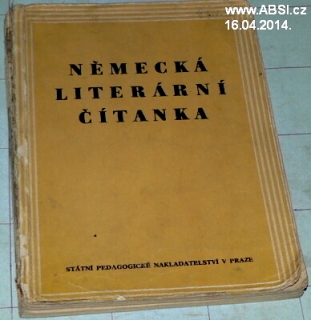 www.ABSI.cz
16.04.2014.
NĚMECKÁ
LITERÁRNÍ
ČÍTANKA
STÁTNÍ PEDAGOGICKÉ NAKLADATELSTVÍ V PRAZE